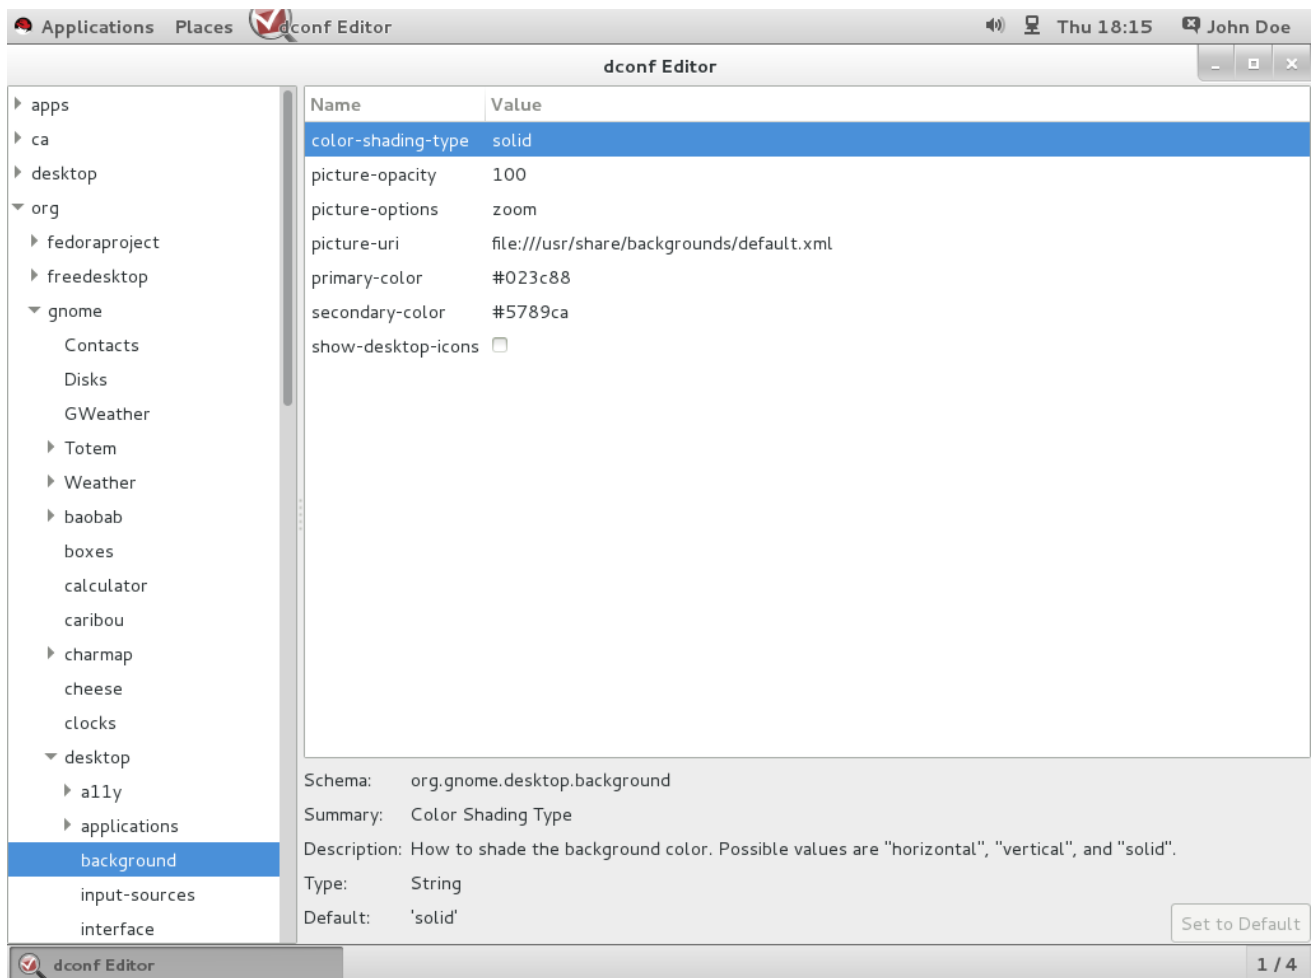 Applications Places dconf Editor Thu 18:15 John Doe
dconf Editor
apps
ca
desktop
org
fedoraproject
freedesktop
gnome
Contacts
Disks
GWeather
Totem
Weather
baobab
boxes
calculator
caribou
charmap
cheese
clocks
desktop
a11y
applications
background
input-sources
interface
Name Value
color-shading-type solid
picture-opacity 100
picture-options zoom
picture-uri file:///usr/share/backgrounds/default.xml
primary-color #023c88
secondary-color #5789ca
show-desktop-icons
Schema: org.gnome.desktop.background
Summary: Color Shading Type
Description: How to shade the background color. Possible values are "horizontal", "vertical", and "solid".
Type: String
Default: 'solid'
Set to Default
dconf Editor 1 / 4